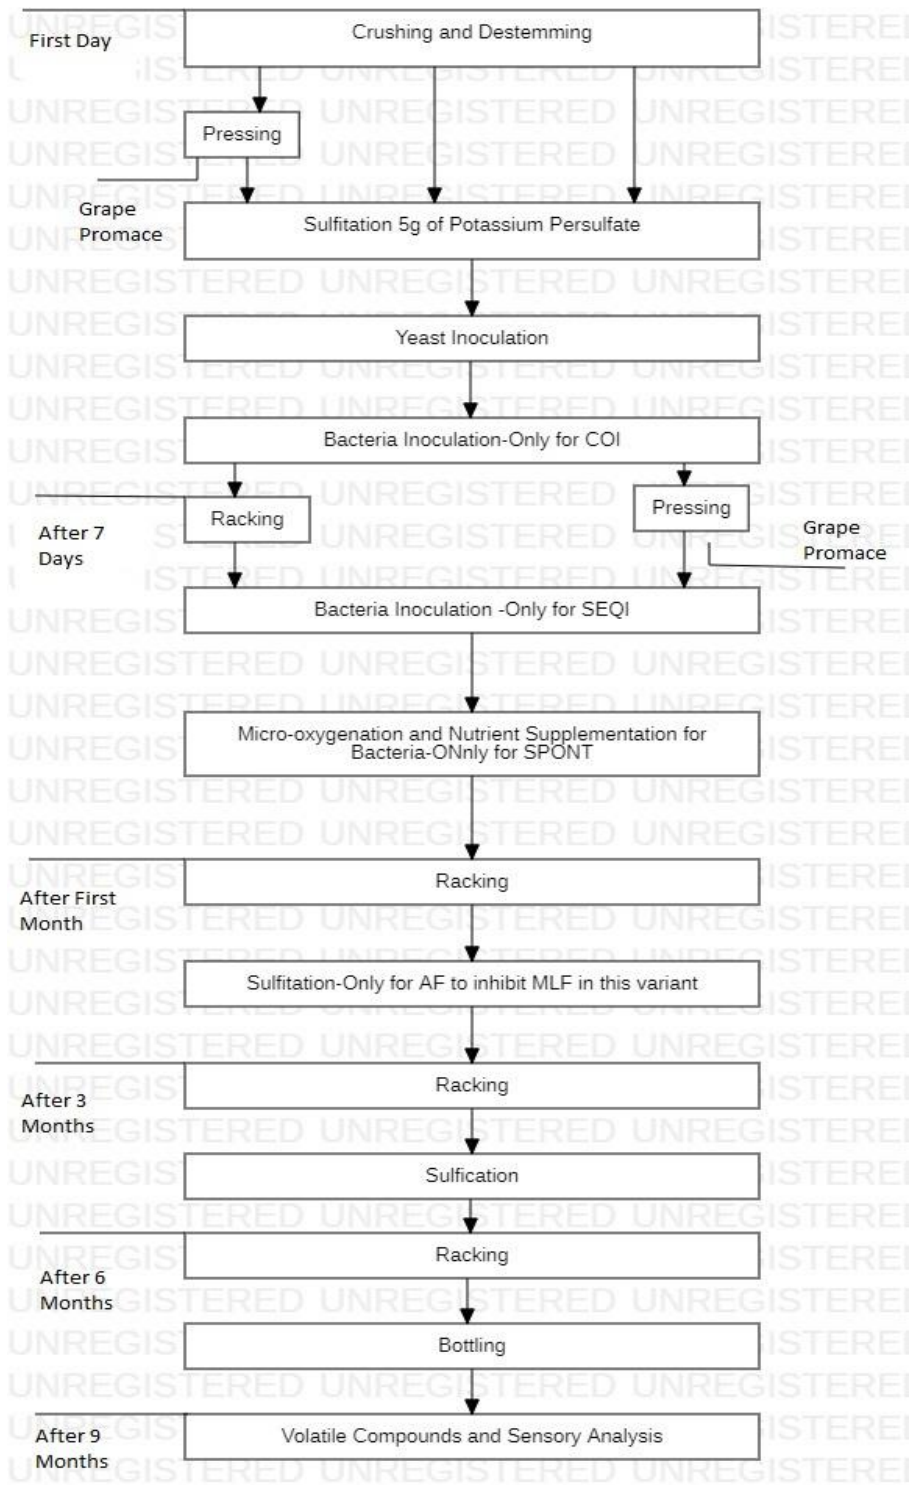 First Day
Crushing and Destemming
Pressing
Grape
Promace
Sulfitation 5g of Potassium Persulfate
Yeast Inoculation
Bacteria Inoculation-Only for COI
After 7
Days
Racking
Pressing
Grape
Promace
Bacteria Inoculation -Only for SEQI
Micro-oxygenation and Nutrient Supplementation for
Bacteria-ONnly for SPONT
After First
Month
Racking
Sulfitation-Only for AF to inhibit MLF in this variant
After 3
Months
Racking
Sulfication
After 6
Months
Racking
Bottling
After 9
Months
Volatile Compounds and Sensory Analysis
UNREGISTERED